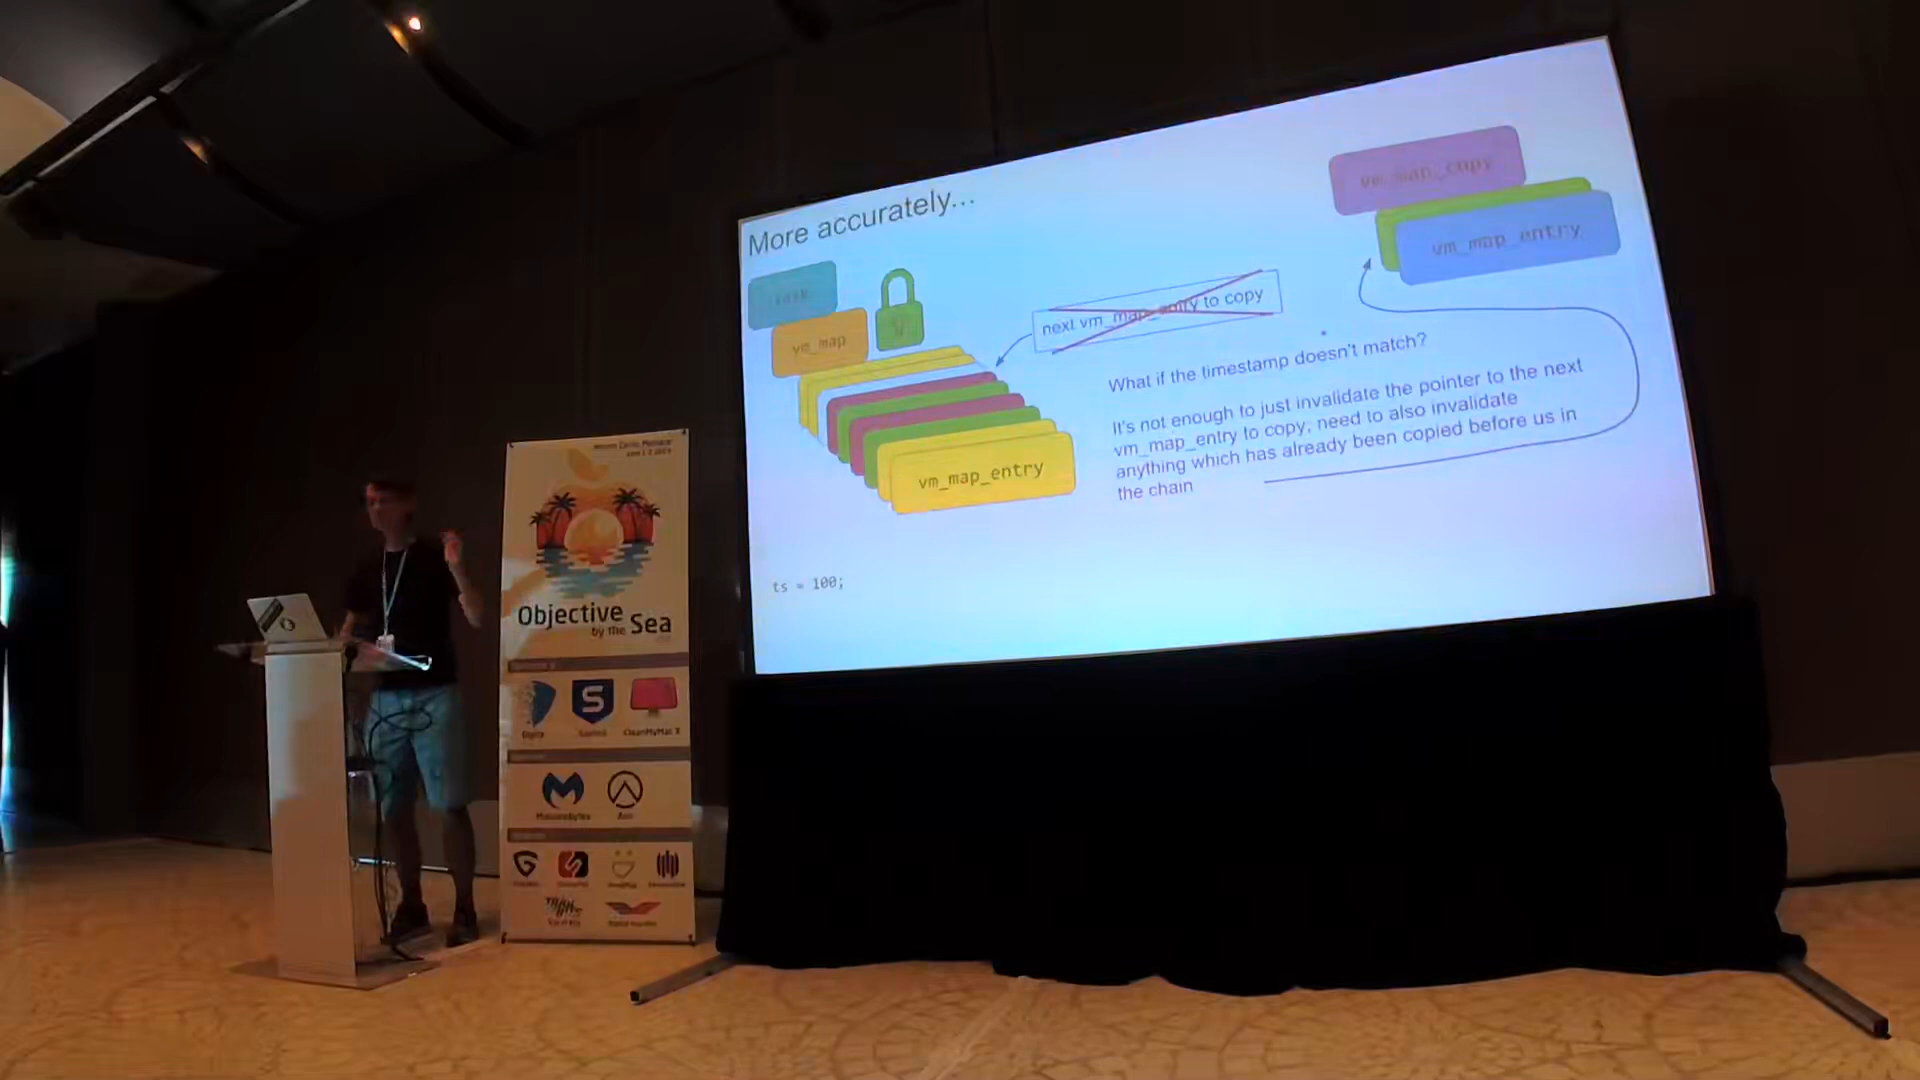 More accurately...
task
vm_map
next vm_map_entry to copy
vm_map_entry
ts = 100;
vm_map_copy
vm_map_entry
What if the timestamp doesn't match?
It's not enough to just invalidate the pointer to the next
vm_map_entry to copy; need to also invalidate
anything which has already been copied before us in
the chain
Objective
by the Sea
S
CleanMyMac X
Malwarebytes